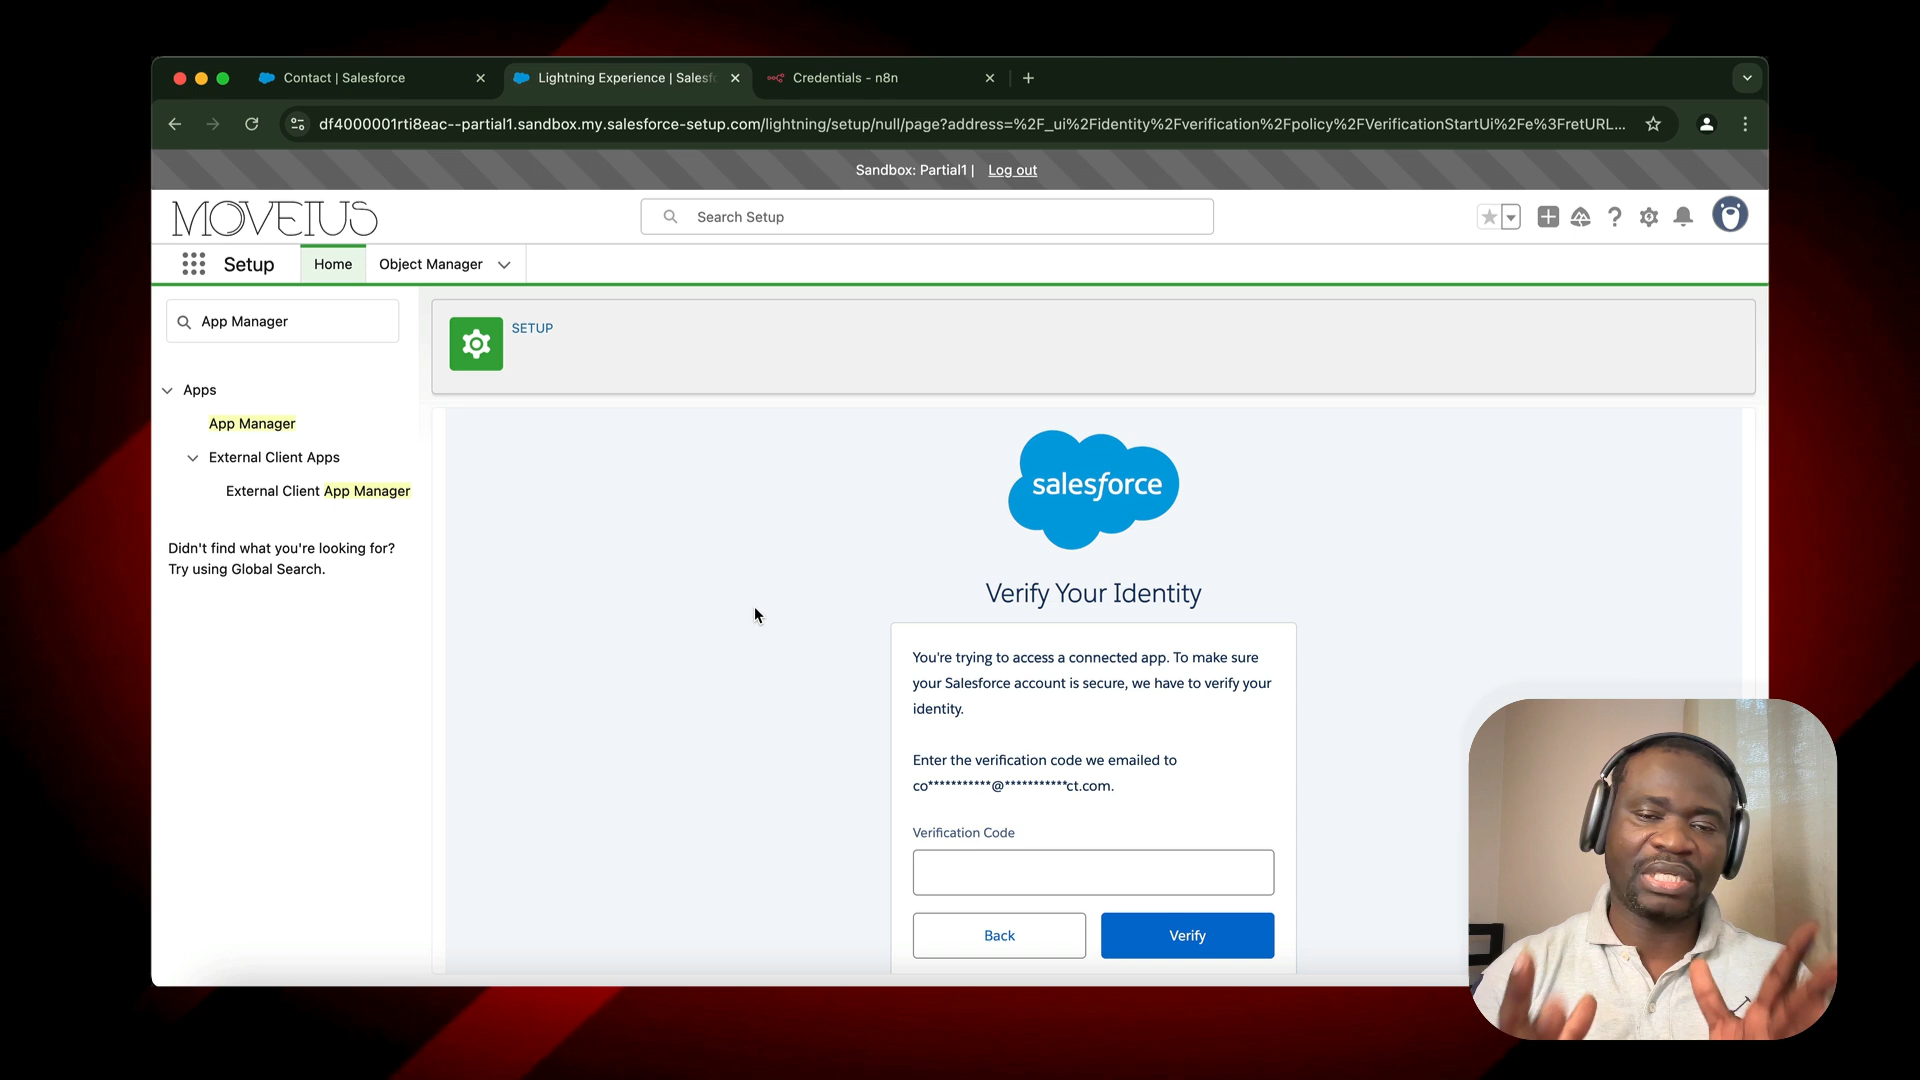 Contact | Salesforce
Lightning Experience | Salesfo
Credentials - n8n
df4000001rti8eac--partial1.sandbox.my.salesforce-setup.com/lightning/setup/null/page?address=%2F_ui%2Fidentity%2Fverification%2Fpolicy%2FVerificationStartUi%2Fe%3FretURL...
Sandbox: Partial1 |
Log out
MOVEIUS
Search Setup
Setup
Home
Object Manager
App Manager
SETUP
Apps
App Manager
External Client Apps
External Client App Manager
Didn't find what you're looking for?
Try using Global Search.
salesforce
Verify Your Identity
You're trying to access a connected app. To make sure
your Salesforce account is secure, we have to verify your
identity.
Enter the verification code we emailed to
co***********@***********ct.com.
Verification Code
Back
Verify